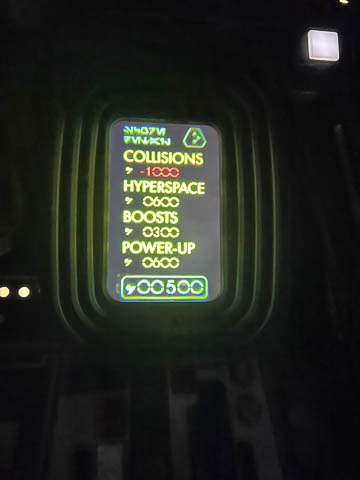 COLLISIONS
-1000
HYPERSPACE
0600
BOOSTS
0300
POWER-UP
0600
00500